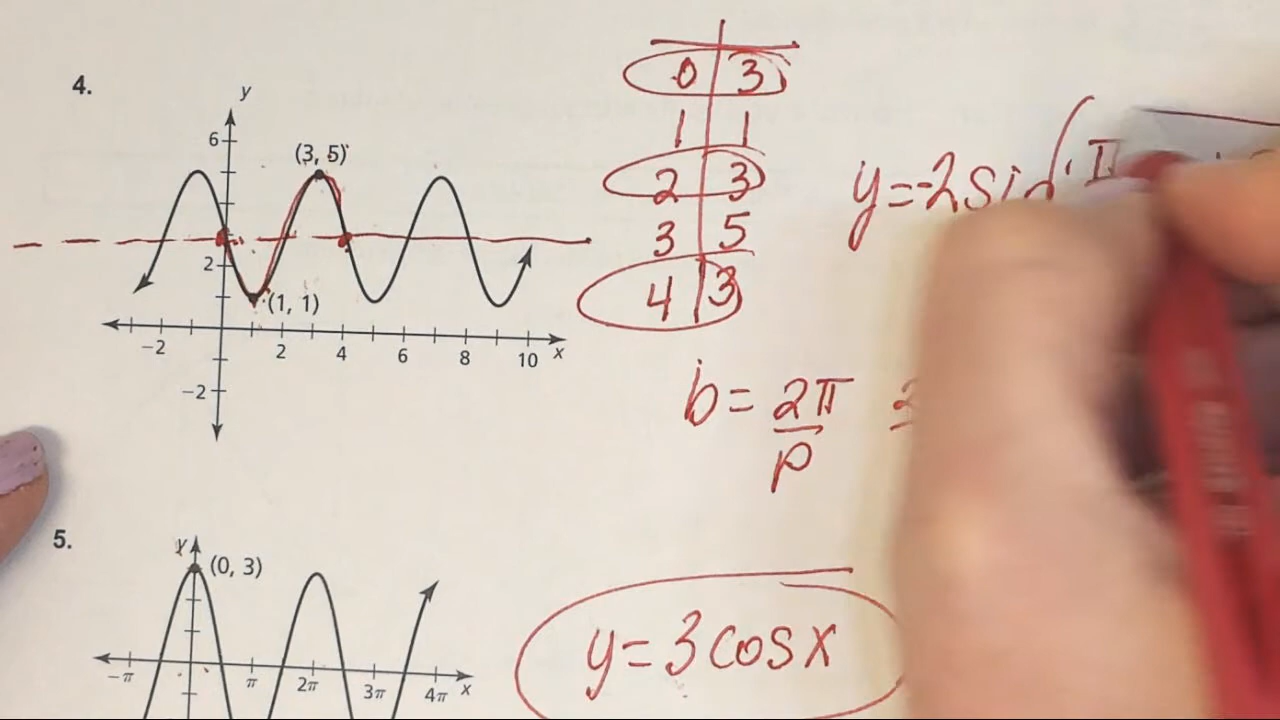 4.
y
6
(3, 5)
2
(1, 1)
-2 2 4 6 8 10 x
-2
0 3
1 1
2 3
3 5
4 3
y=-2sin(
b= 2π
p
5.
y
(0, 3)
-π π 2π 3π 4π x
y=3cosx